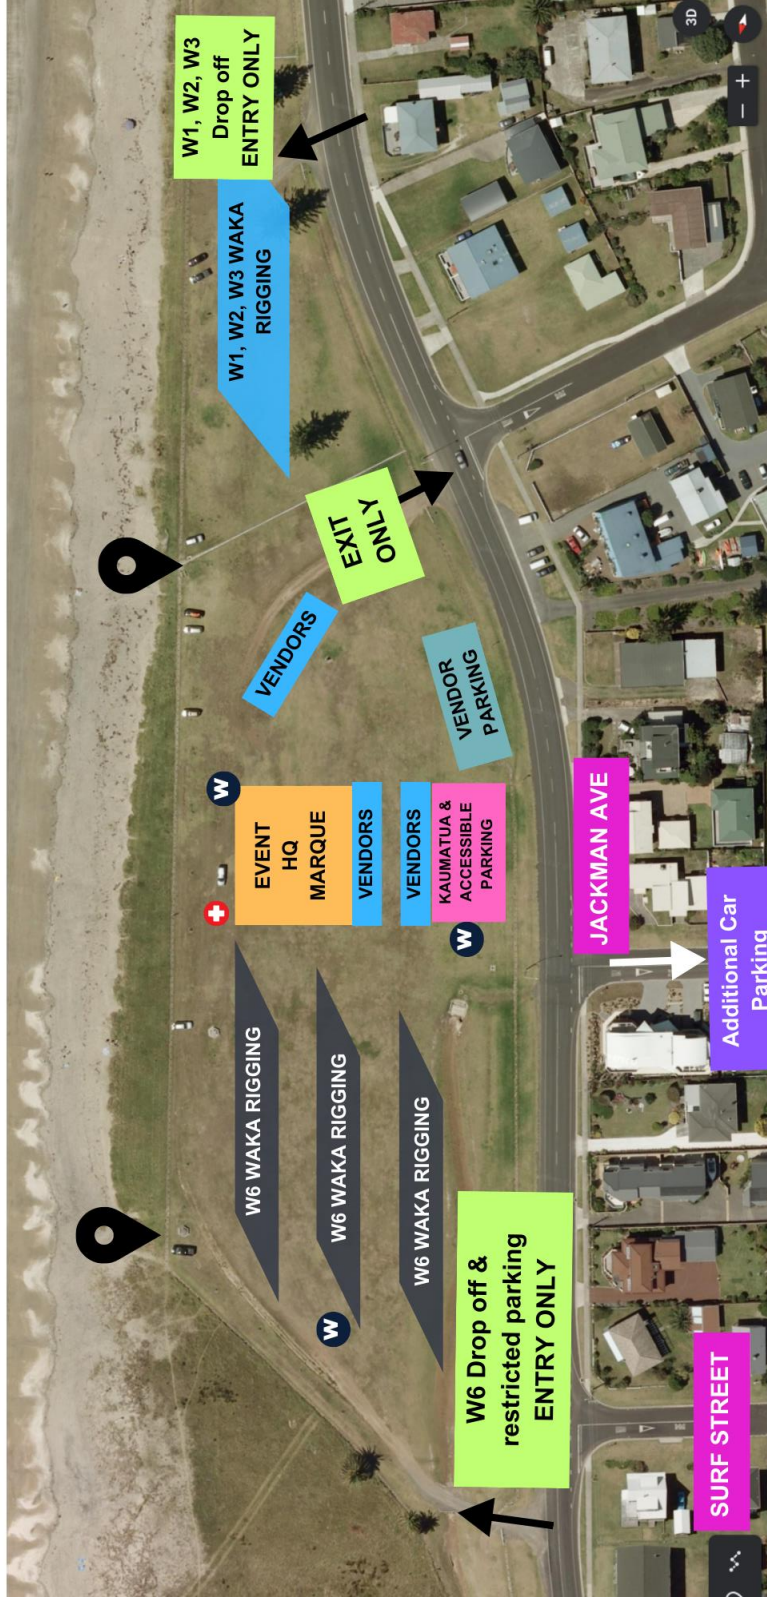 W1, W2, W3
Drop off
ENTRY ONLY
W1, W2, W3 WAKA
RIGGING
EXIT
ONLY
VENDORS
VENDOR
PARKING
W
EVENT
HQ
MARQUE
VENDORS
VENDORS
KAUMATUA &
ACCESSIBLE
PARKING
W
W6 WAKA RIGGING
W6 WAKA RIGGING
W6 WAKA RIGGING
W
W6 Drop off &
restricted parking
ENTRY ONLY
JACKMAN AVE
Additional Car
Parking
SURF STREET
3D